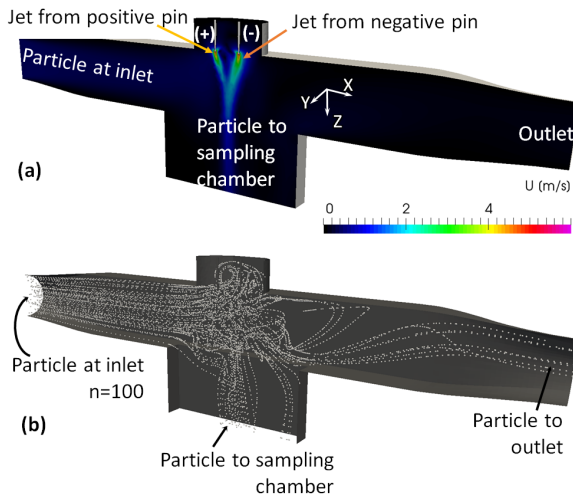 Jet from positive pin
Jet from negative pin
(+)
(-)
Particle at inlet
X
Y
Z
Particle to
sampling
chamber
Outlet
(a)
U (m/s)
0 2 4
Particle at inlet
n=100
Particle to
outlet
(b)
Particle to sampling
chamber